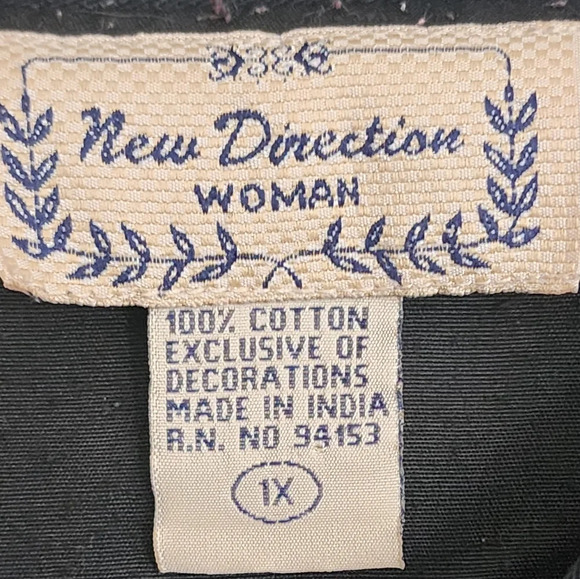 New Direction
WOMAN
100% COTTON
EXCLUSIVE OF
DECORATIONS
MADE IN INDIA
R.N. NO 94153
1X